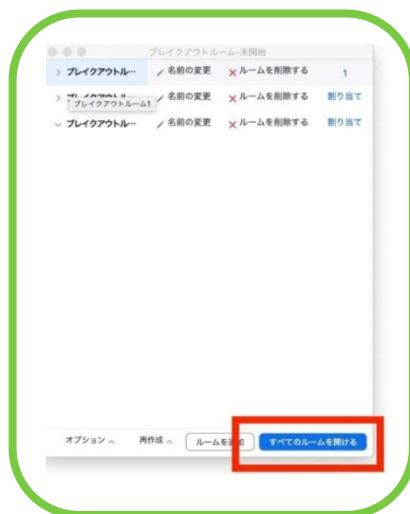 ブレイクアウトルーム-未開始
> ブレイクアウトル… 名前の変更 × ルームを削除する 1
名前の変更 × ルームを削除する 割り当て
ブレイクアウトルーム1
ブレイクアウトル… 名前の変更 × ルームを削除する 割り当て
オプション 再作成 ルームを すべてのルームを開ける